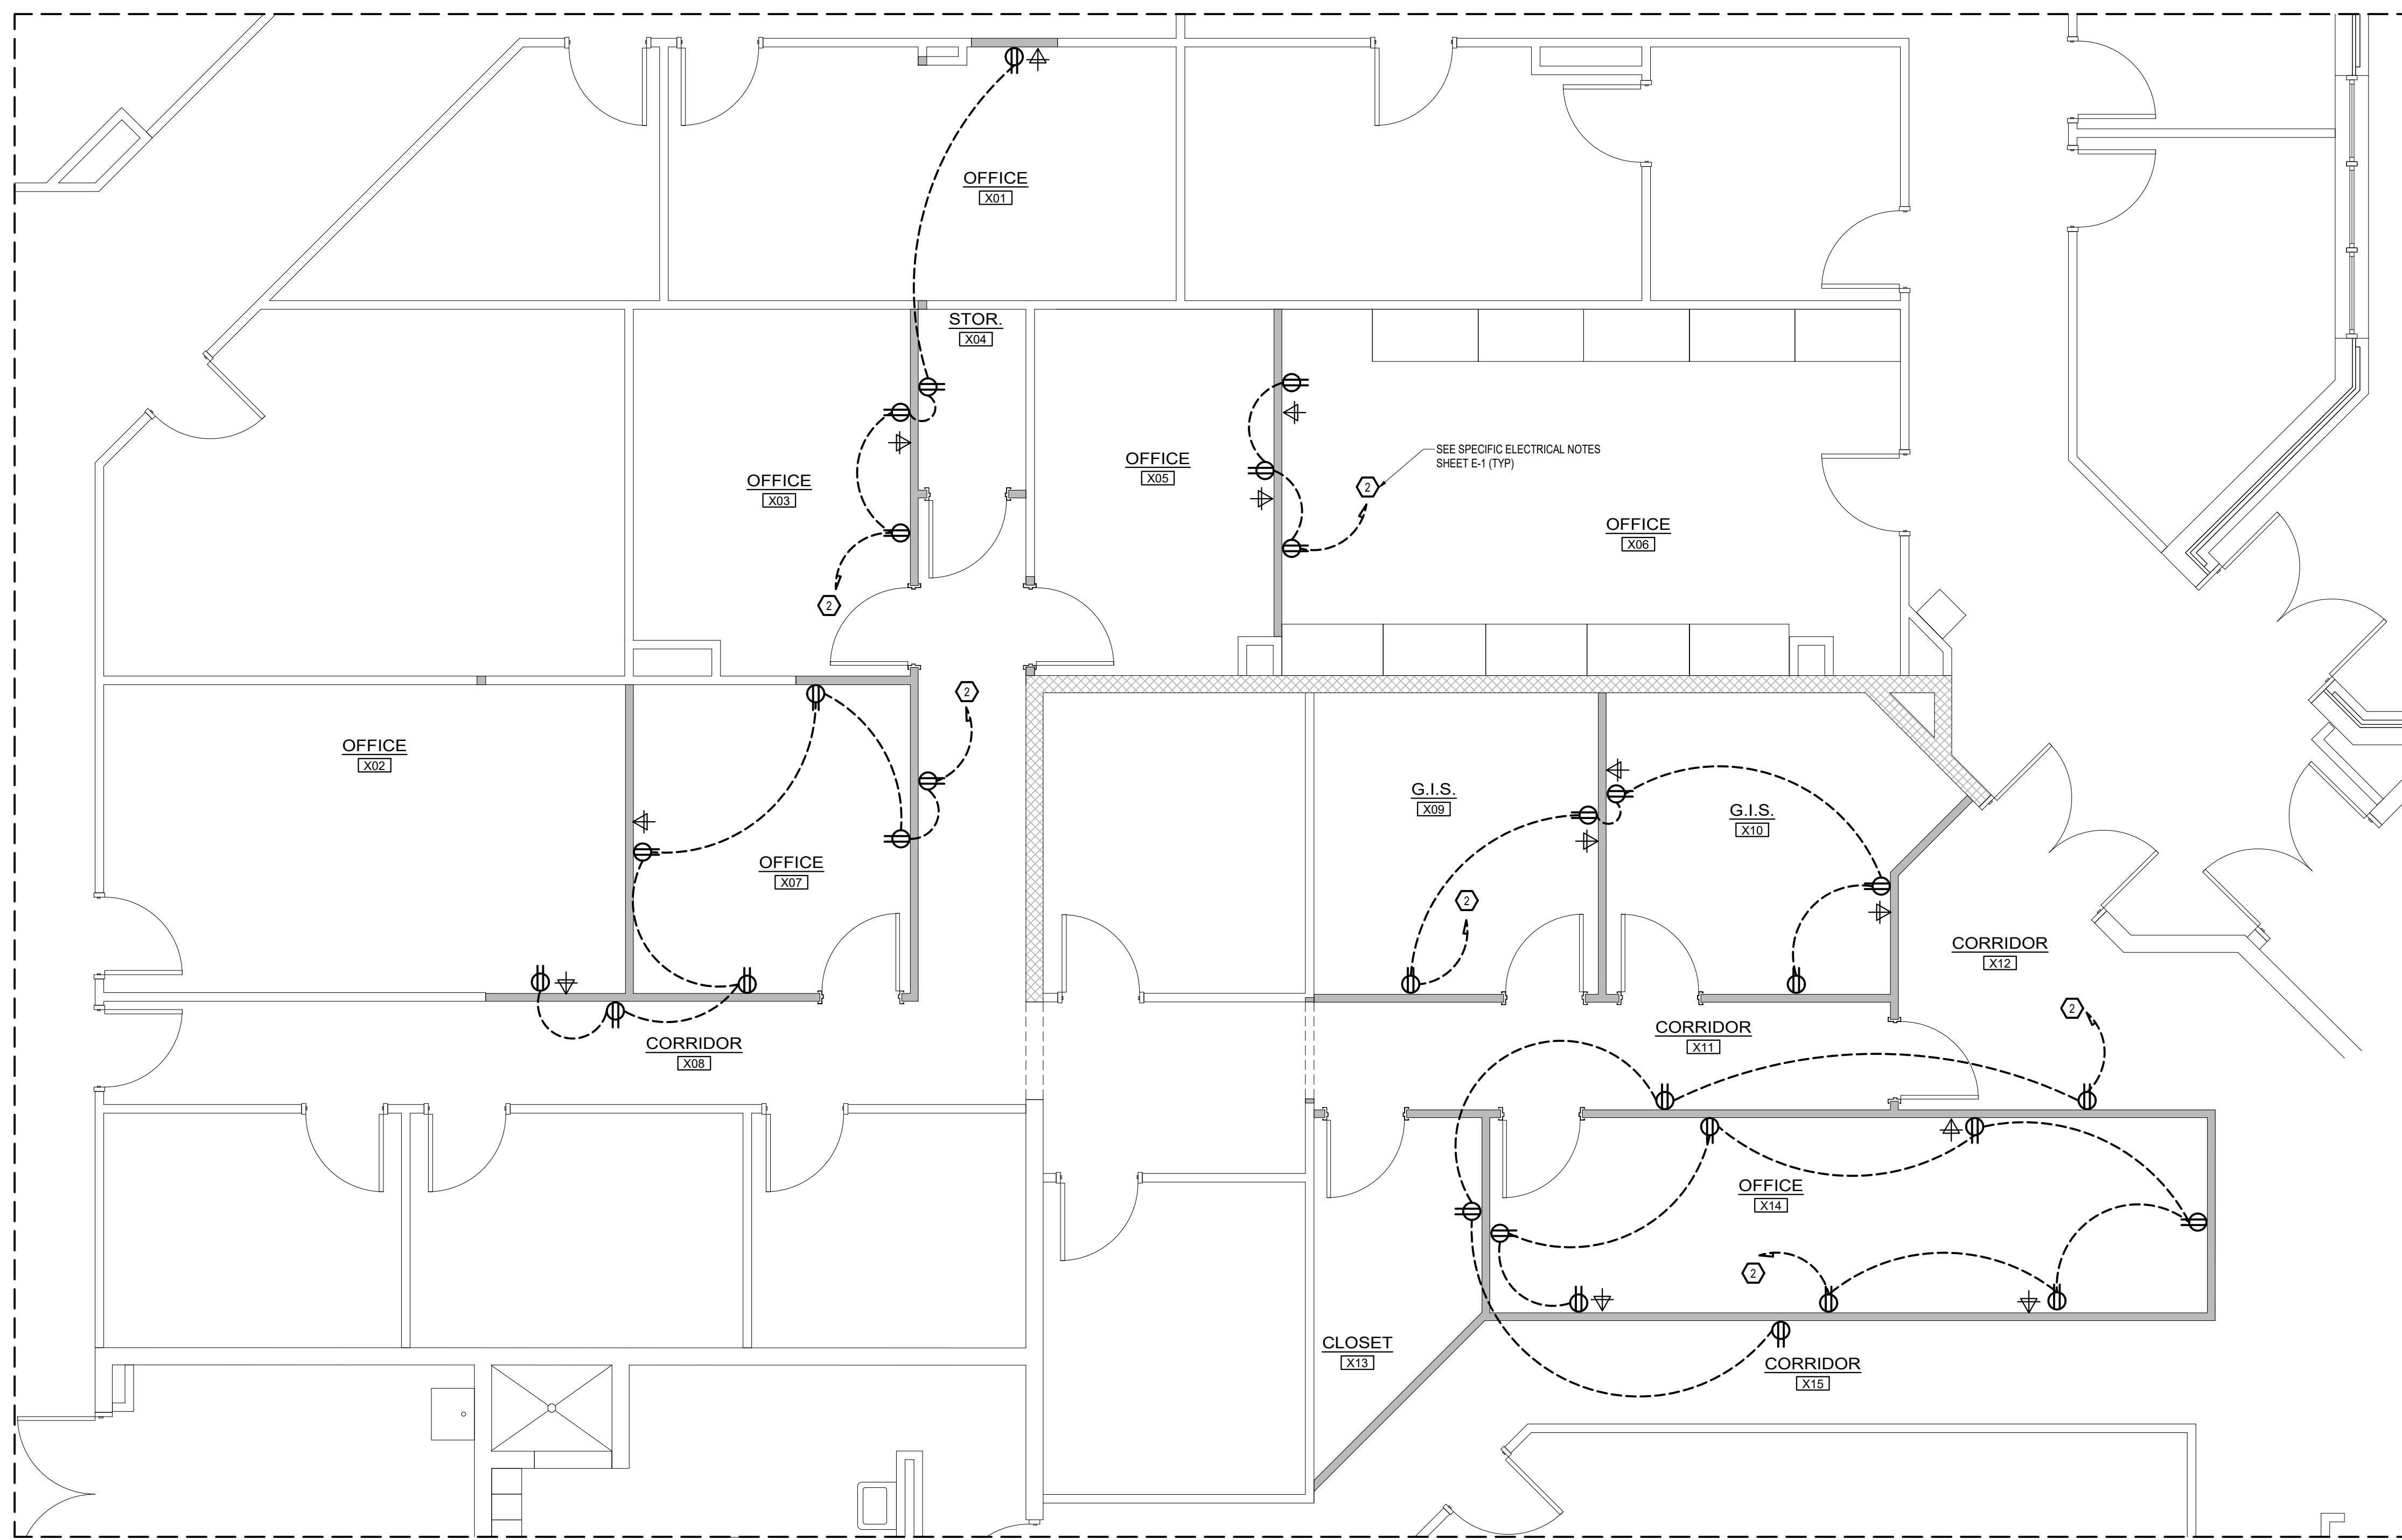 OFFICE
X01
STOR.
X04
OFFICE
X03
OFFICE
X05
SEE SPECIFIC ELECTRICAL NOTES
SHEET E-1 (TYP)
2
OFFICE
X06
2
2
OFFICE
X02
OFFICE
X07
G.I.S.
X09
G.I.S.
X10
2
CORRIDOR
X12
2
CORRIDOR
X08
CORRIDOR
X11
OFFICE
X14
2
CLOSET
X13
CORRIDOR
X15